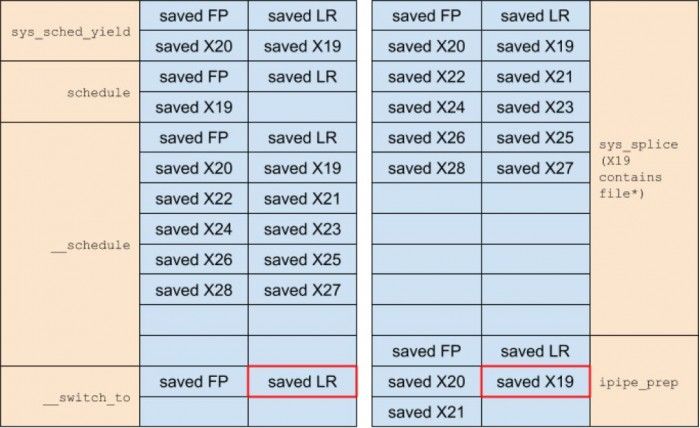 sys_sched_yield
saved FP saved LR
saved X20 saved X19
schedule
saved FP saved LR
saved X19
__schedule
saved FP saved LR
saved X20 saved X19
saved X22 saved X21
saved X24 saved X23
saved X26 saved X25
saved X28 saved X27
__switch_to
saved FP saved LR
saved FP saved LR
saved X20 saved X19
saved X22 saved X21
saved X24 saved X23
saved X26 saved X25
saved X28 saved X27
sys_splice
(X19
contains
file*)
saved FP saved LR
saved X20 saved X19
saved X21
ipipe_prep